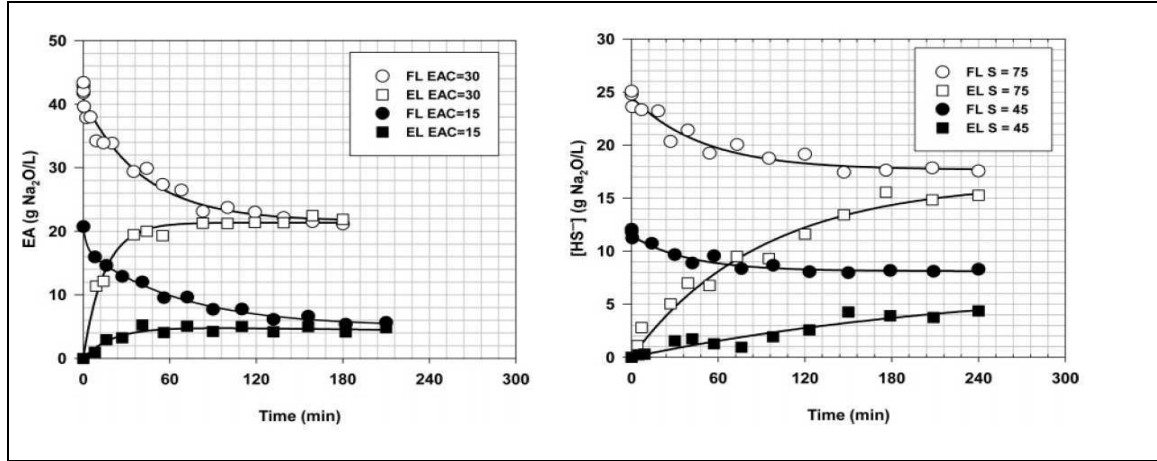 50
40
30
20
10
0
EA (g Na₂O/L)
FL EAC=30
EL EAC=30
FL EAC=15
EL EAC=15
0 60 120 180 240 300
Time (min)
30
25
20
15
10
5
0
[HS⁻] (g Na₂O/L)
FL S = 75
EL S = 75
FL S = 45
EL S = 45
0 60 120 180 240 300
Time (min)